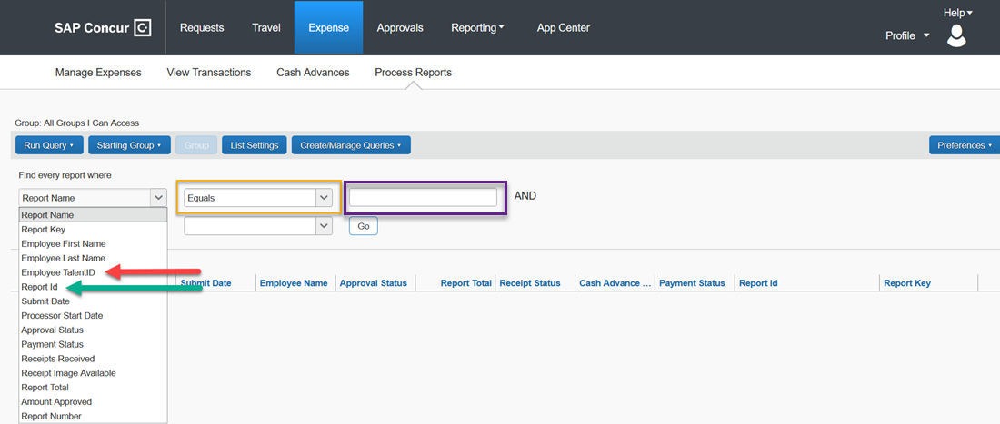 Help
SAP Concur C Requests Travel Expense Approvals Reporting App Center
Profile
Manage Expenses View Transactions Cash Advances Process Reports
Group: All Groups I Can Access
Run Query Starting Group Group List Settings Create/Manage Queries Preferences
Find every report where
Report Name Equals AND
Go
Report Name
Report Key
Employee First Name
Employee Last Name
Employee TalentID
Report Id
Submit Date
Processor Start Date
Approval Status
Payment Status
Receipts Received
Receipt Image Available
Report Total
Amount Approved
Report Number
Submit Date Employee Name Approval Status Report Total Receipt Status Cash Advance ... Payment Status Report Id Report Key